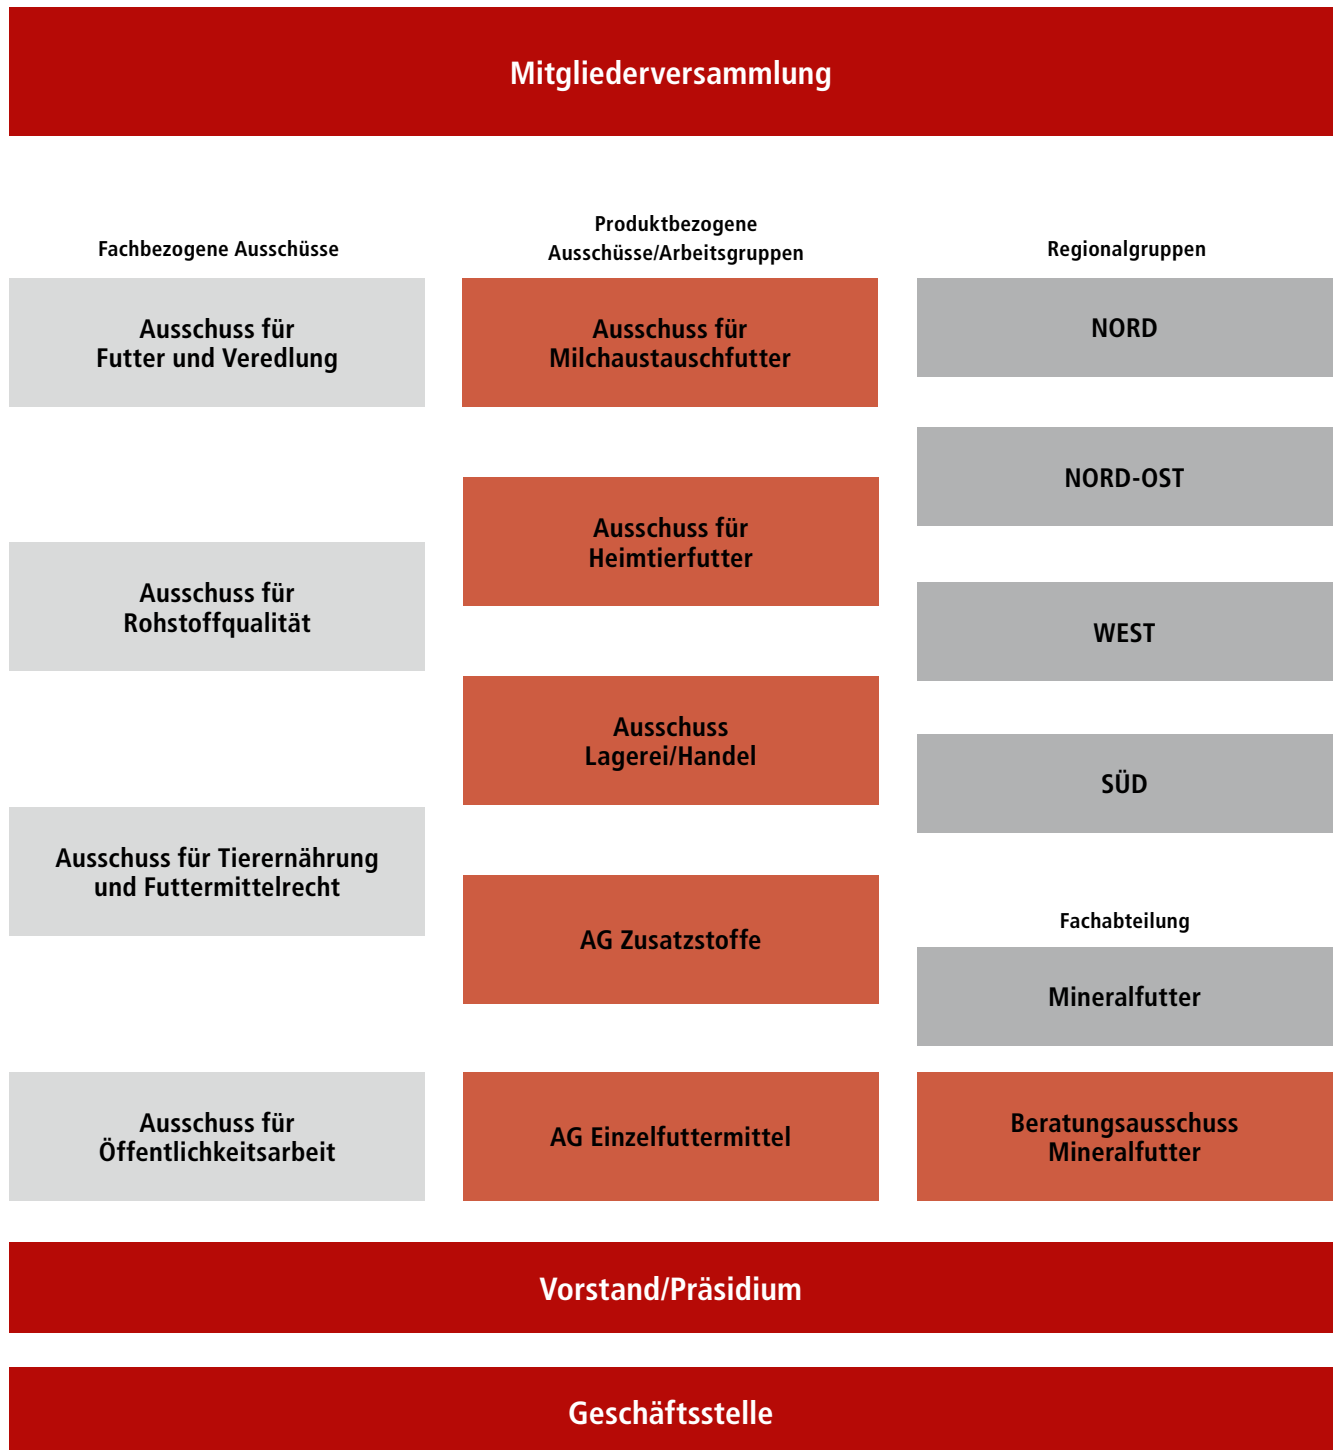 Mitgliederversammlung
Fachbezogene Ausschüsse
Ausschuss für
Futter und Veredlung
Ausschuss für
Rohstoffqualität
Ausschuss für Tierernährung
und Futtermittelrecht
Ausschuss für
Öffentlichkeitsarbeit
Produktbezogene
Ausschüsse/Arbeitsgruppen
Ausschuss für
Milchaustauschfutter
Ausschuss für
Heimtierfutter
Ausschuss
Lagerei/Handel
AG Zusatzstoffe
AG Einzelfuttermittel
Regionalgruppen
NORD
NORD-OST
WEST
SÜD
Fachabteilung
Mineralfutter
Beratungsausschuss
Mineralfutter
Vorstand/Präsidium
Geschäftsstelle